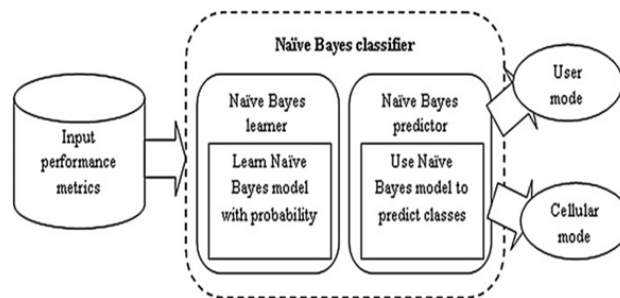 Naïve Bayes classifier
Input
performance
metrics
Naïve Bayes
learner
Learn Naïve
Bayes model
with probability
Naïve Bayes
predictor
Use Naïve
Bayes model to
predict classes
User
mode
Cellular
mode